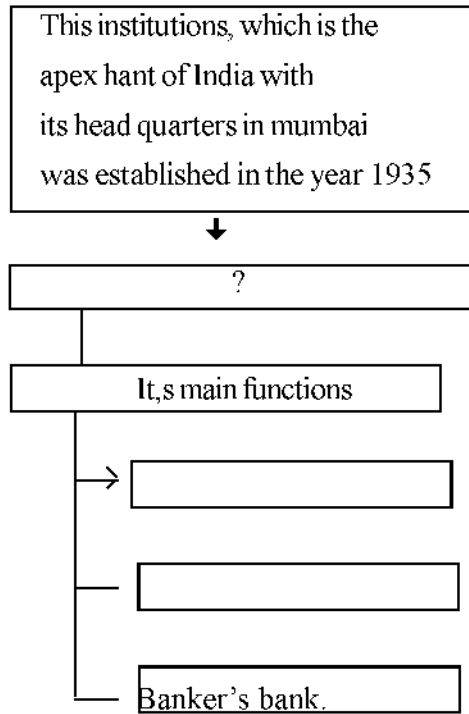 This institutions, which is the
apex hant of India with
its head quarters in mumbai
was established in the year 1935
?
It,s main functions
Banker's bank.